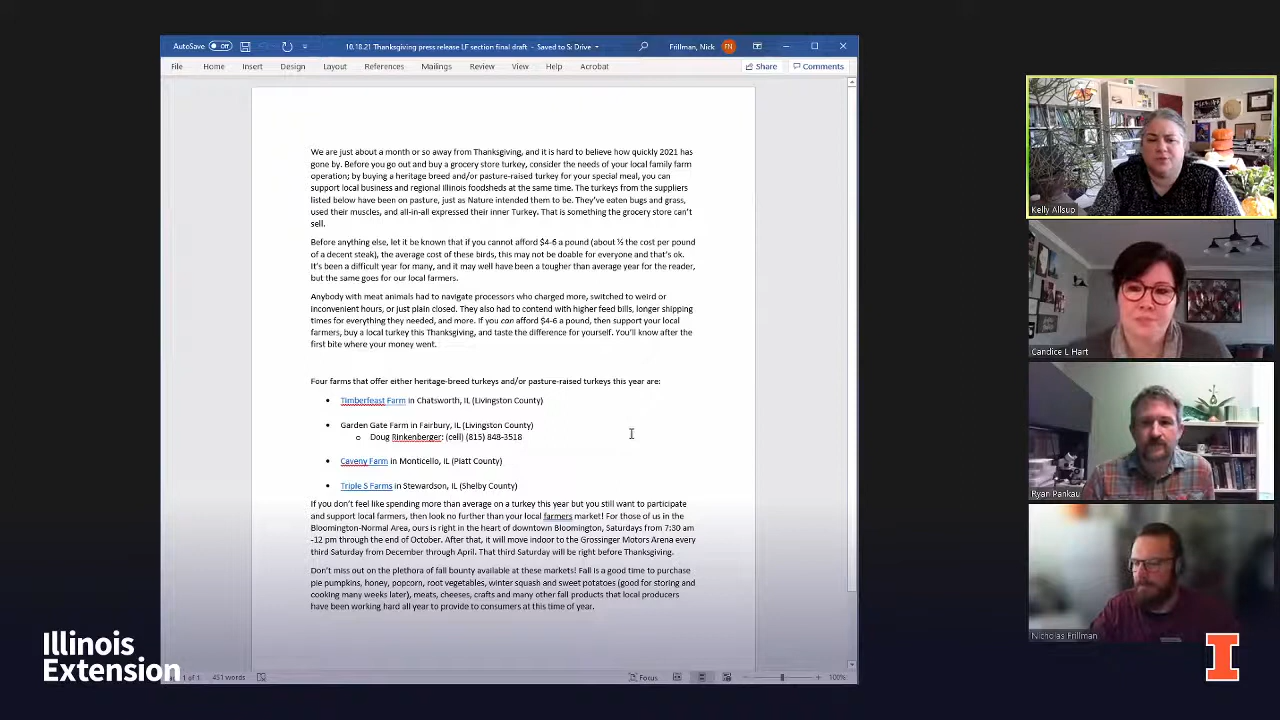 AutoSave Off
10.18.21 Thanksgiving press release LF section final draft - Saved to S: Drive
Frillman, Nick
FN
File Home Insert Design Layout References Mailings Review View Help Acrobat
Share Comments
We are just about a month or so away from Thanksgiving, and it is hard to believe how quickly 2021 has
gone by. Before you go out and buy a grocery store turkey, consider the needs of your local family farm
operation; by buying a heritage breed and/or pasture-raised turkey for your special meal, you can
support local business and regional Illinois foodsheds at the same time. The turkeys from the suppliers
listed below have been on pasture, just as Nature intended them to be. They've eaten bugs and grass,
used their muscles, and all-in-all expressed their inner Turkey. That is something the grocery store can't
sell.
Before anything else, let it be known that if you cannot afford $4-6 a pound (about ½ the cost per pound
of a decent steak), the average cost of these birds, this may not be doable for everyone and that's ok.
It's been a difficult year for many, and it may well have been a tougher than average year for the reader,
but the same goes for our local farmers.
Anybody with meat animals had to navigate processors who charged more, switched to weird or
inconvenient hours, or just plain closed. They also had to contend with higher feed bills, longer shipping
times for everything they needed, and more. If you can afford $4-6 a pound, then support your local
farmers, buy a local turkey this Thanksgiving, and taste the difference for yourself. You'll know after the
first bite where your money went.
Four farms that offer either heritage-breed turkeys and/or pasture-raised turkeys this year are:
• Timberfeast Farm in Chatsworth, IL (Livingston County)
• Garden Gate Farm in Fairbury, IL (Livingston County)
o Doug Rinkenberger: (cell) (815) 848-3518
• Caveny Farm in Monticello, IL (Piatt County)
• Triple S Farms in Stewardson, IL (Shelby County)
If you don't feel like spending more than average on a turkey this year but you still want to participate
and support local farmers, then look no further than your local farmers market! For those of us in the
Bloomington-Normal Area, ours is right in the heart of downtown Bloomington, Saturdays from 7:30 am
-12 pm through the end of October. After that, it will move indoor to the Grossinger Motors Arena every
third Saturday from December through April. That third Saturday will be right before Thanksgiving.
Don't miss out on the plethora of fall bounty available at these markets! Fall is a good time to purchase
pie pumpkins, honey, popcorn, root vegetables, winter squash and sweet potatoes (good for storing and
cooking many weeks later), meats, cheeses, crafts and many other fall products that local producers
have been working hard all year to provide to consumers at this time of year.
1 of 1 451 words
Focus
100%
Kelly Allsup
Candice L Hart
Ryan Pankau
Nicholas Frillman
Illinois
Extension
I